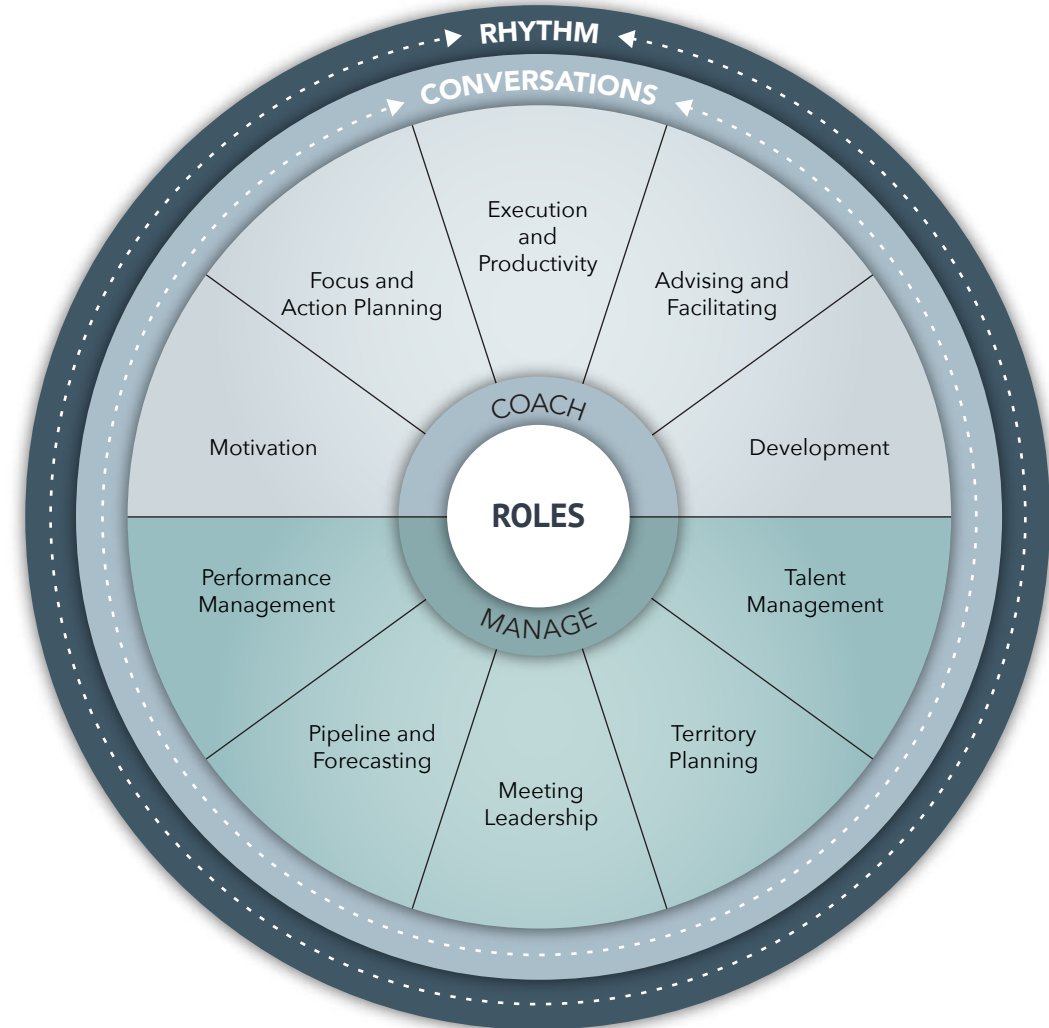 RHYTHM
CONVERSATIONS
Execution
and
Productivity
Focus and
Action Planning
Advising and
Facilitating
Motivation
Development
COACH
ROLES
MANAGE
Performance
Management
Talent
Management
Pipeline and
Forecasting
Territory
Planning
Meeting
Leadership